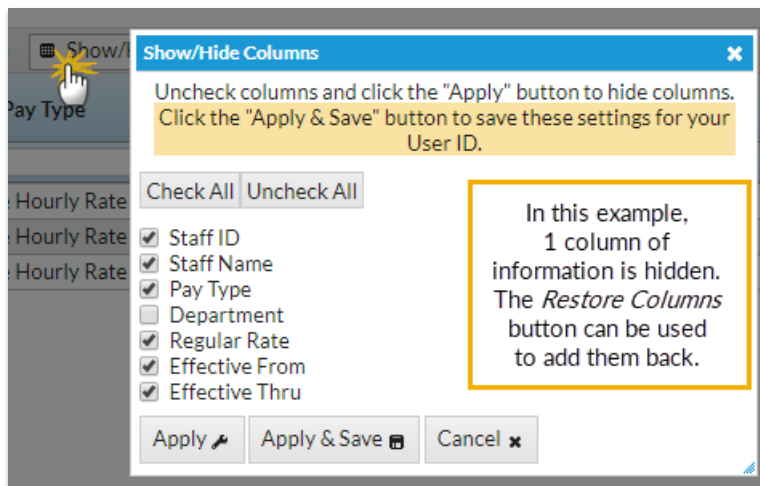 Show/H
Show/Hide Columns
Uncheck columns and click the "Apply" button to hide columns.
Click the "Apply & Save" button to save these settings for your
User ID.
Pay Type
Check All Uncheck All
Hourly Rate
Hourly Rate
Hourly Rate
Staff ID
Staff Name
Pay Type
Department
Regular Rate
Effective From
Effective Thru
In this example,
1 column of
information is hidden.
The Restore Columns
button can be used
to add them back.
Apply Apply & Save Cancel